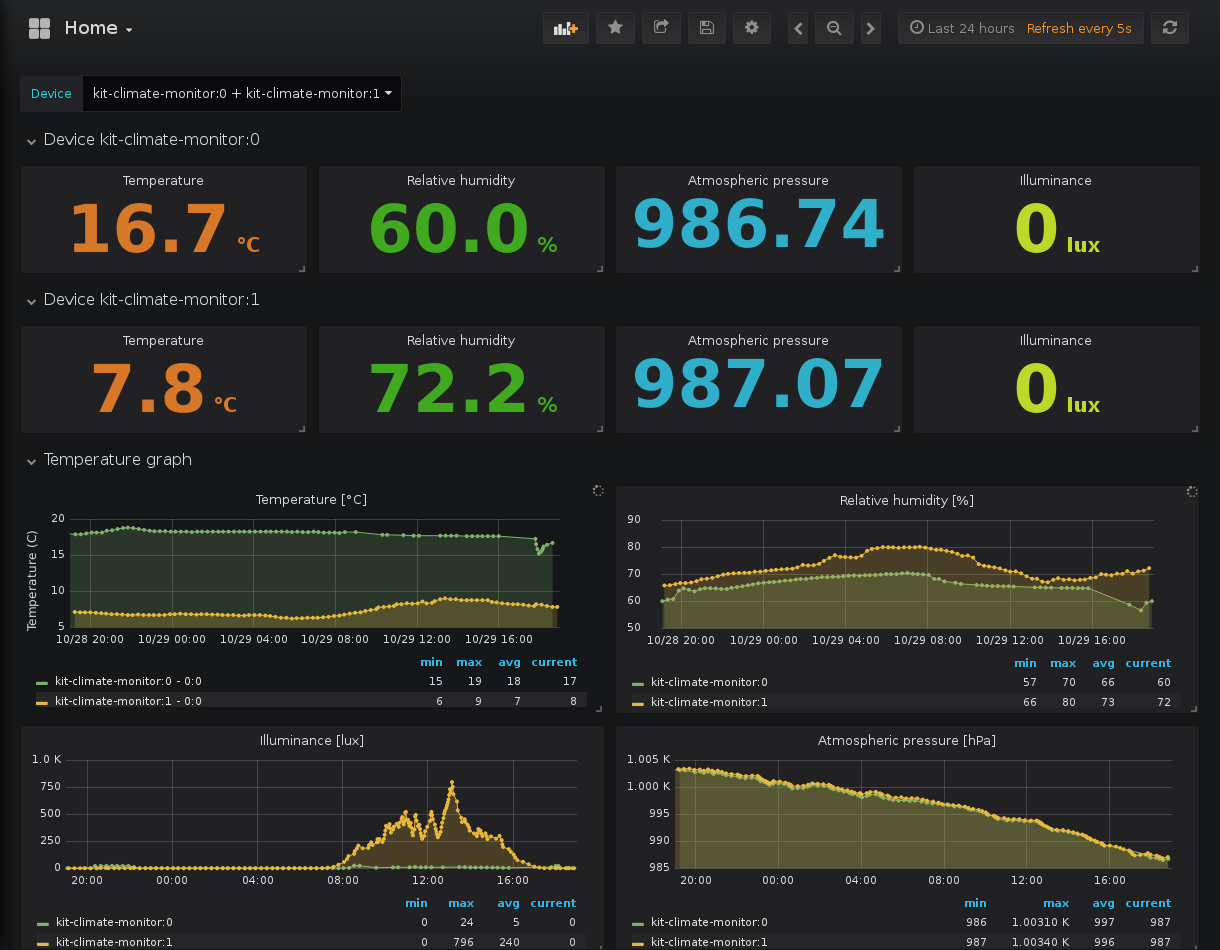 Home
Last 24 hours Refresh every 5s
Device kit-climate-monitor:0 + kit-climate-monitor:1
Device kit-climate-monitor:0
Temperature Relative humidity Atmospheric pressure Illuminance
16.7 °C 60.0 % 986.74 0 lux
Device kit-climate-monitor:1
Temperature Relative humidity Atmospheric pressure Illuminance
7.8 °C 72.2 % 987.07 0 lux
Temperature graph
Temperature [°C]
Temperature (C)
20
15
10
5
10/28 20:00 10/29 00:00 10/29 04:00 10/29 08:00 10/29 12:00 10/29 16:00
min max avg current
kit-climate-monitor:0 - 0:0 15 19 18 17
kit-climate-monitor:1 - 0:0 6 9 7 8
Relative humidity [%]
90
80
70
60
50
10/28 20:00 10/29 00:00 10/29 04:00 10/29 08:00 10/29 12:00 10/29 16:00
min max avg current
kit-climate-monitor:0 57 70 66 60
kit-climate-monitor:1 66 80 73 72
Illuminance [lux]
1.0 K
750
500
250
0
20:00 00:00 04:00 08:00 12:00 16:00
min max avg current
kit-climate-monitor:0 0 24 5 0
kit-climate-monitor:1 0 796 240 0
Atmospheric pressure [hPa]
1.005 K
1.000 K
995
990
985
20:00 00:00 04:00 08:00 12:00 16:00
min max avg current
kit-climate-monitor:0 986 1.00310 K 997 987
kit-climate-monitor:1 987 1.00340 K 996 987